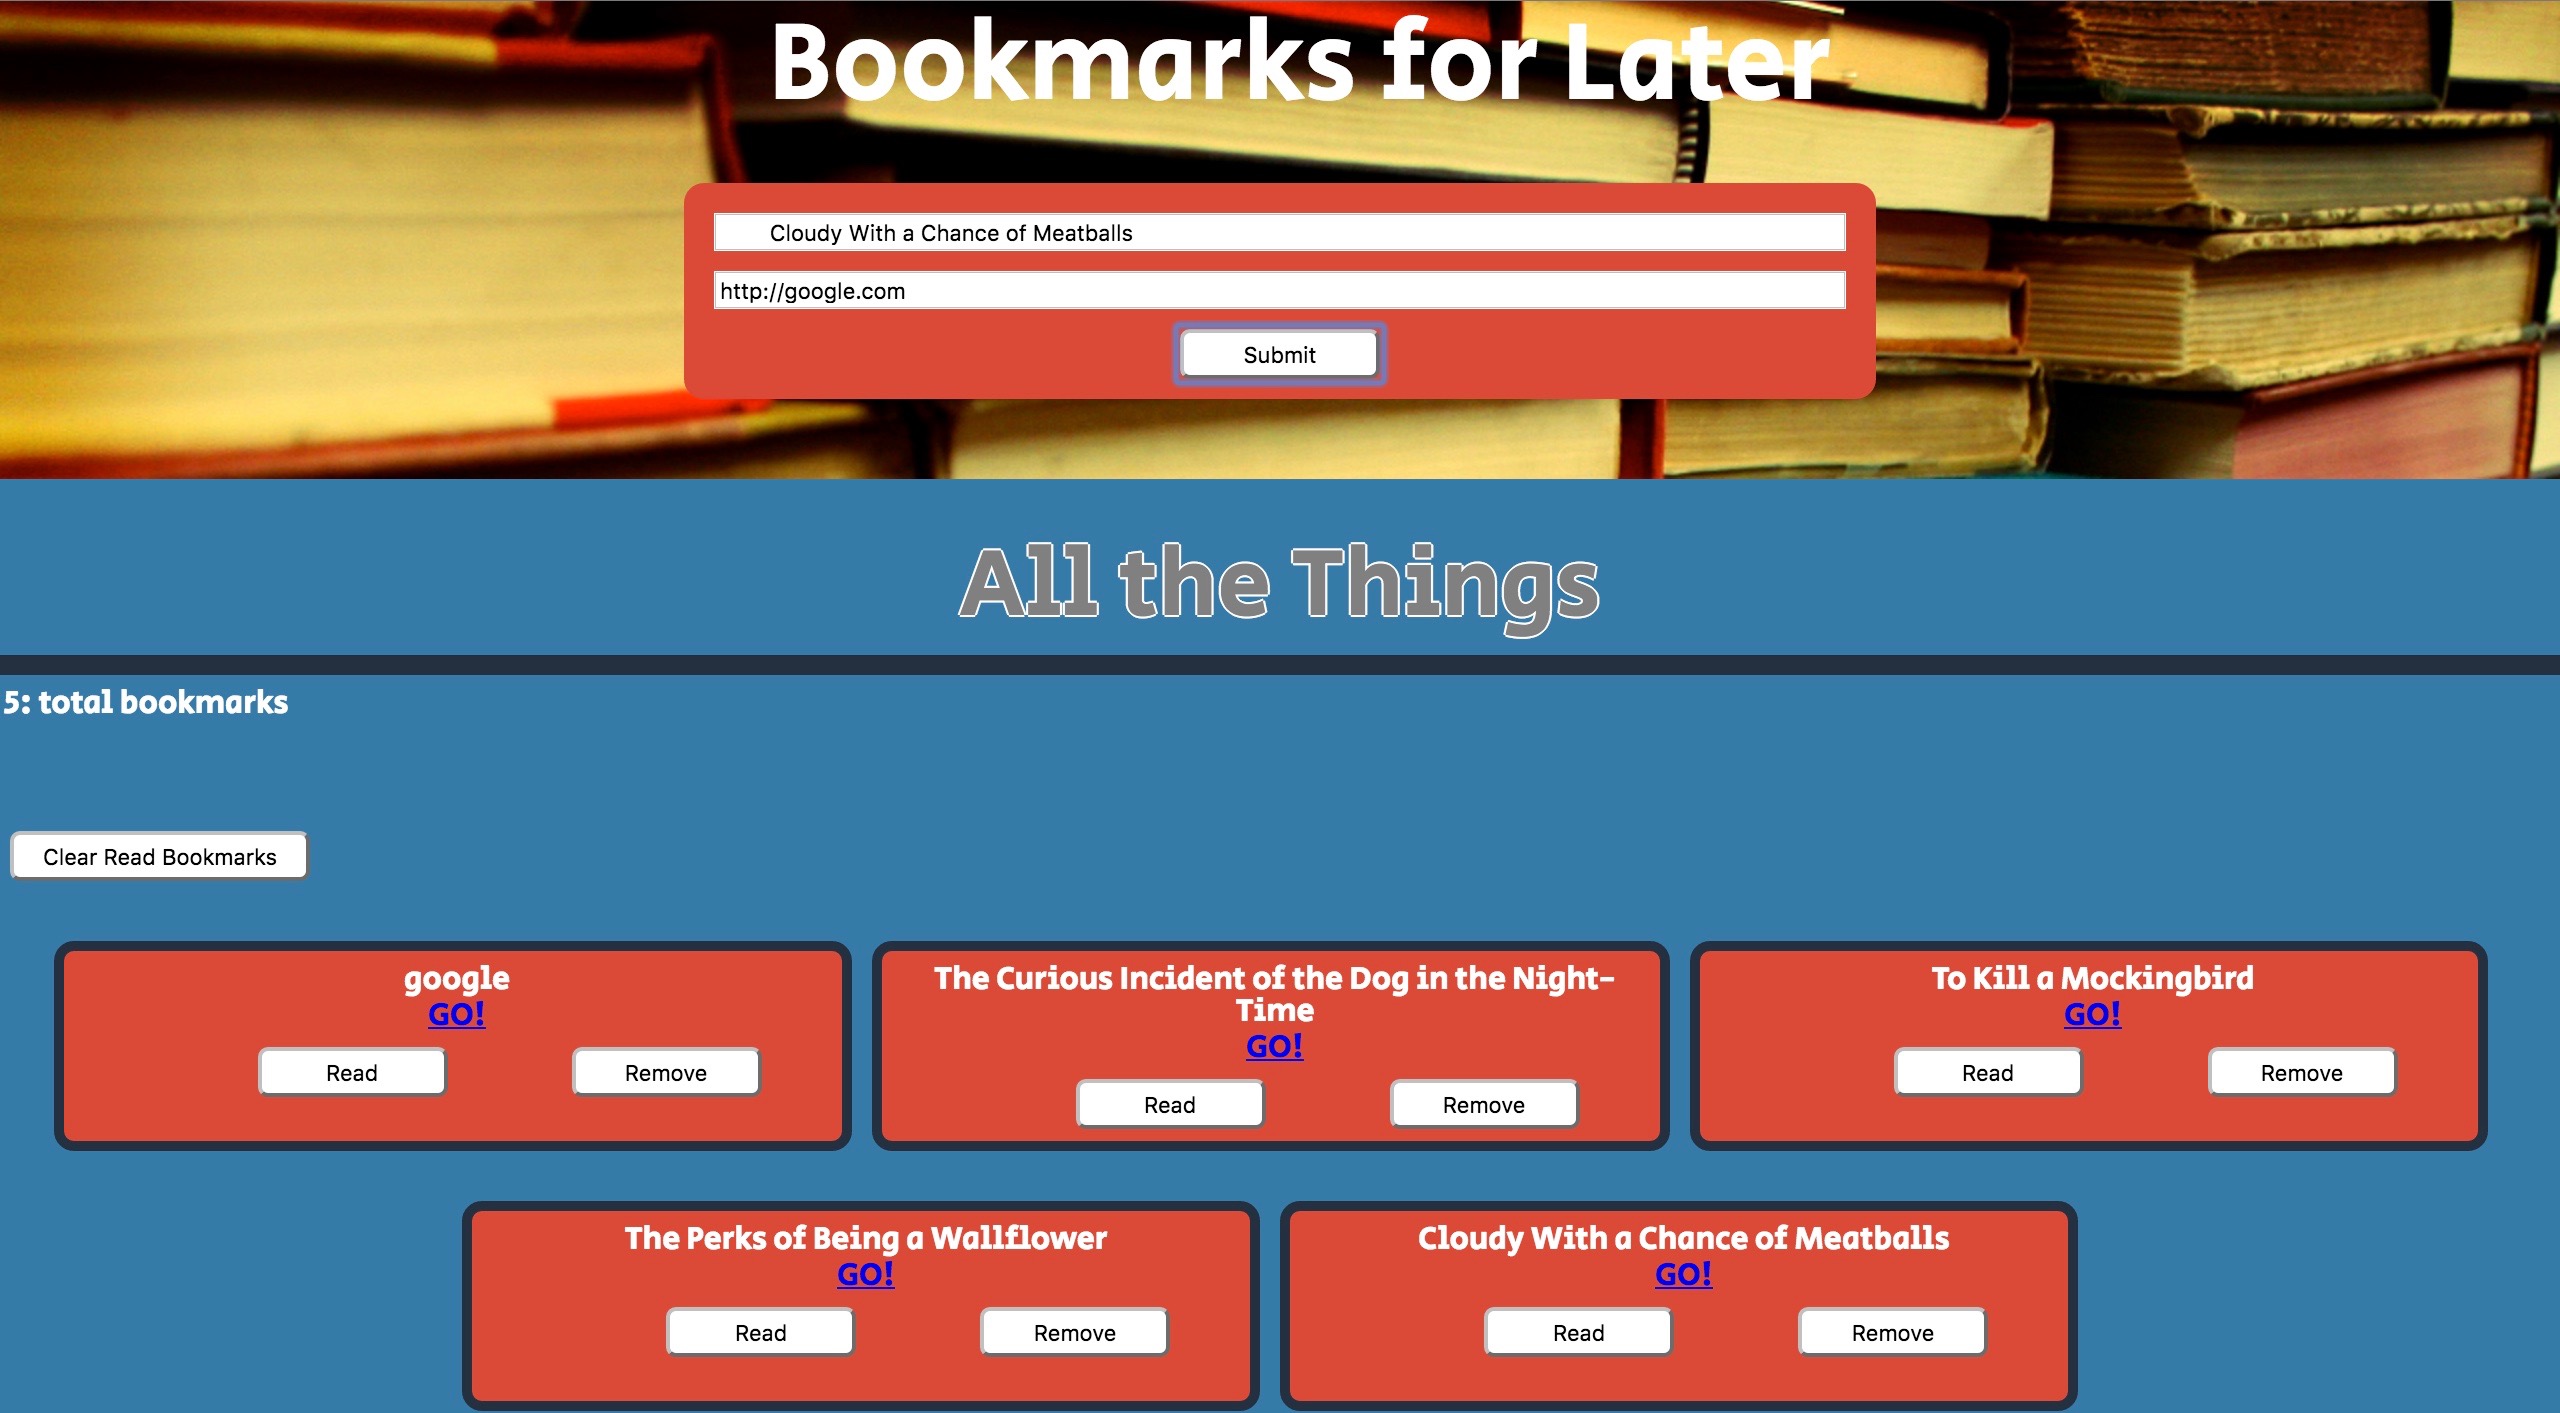 Bookmarks for Later
Cloudy With a Chance of Meatballs
http://google.com
Submit
All the Things
5: total bookmarks
Clear Read Bookmarks
google
GO!
Read
Remove
The Curious Incident of the Dog in the Night-
Time
GO!
Read
Remove
To Kill a Mockingbird
GO!
Read
Remove
The Perks of Being a Wallflower
GO!
Read
Remove
Cloudy With a Chance of Meatballs
GO!
Read
Remove